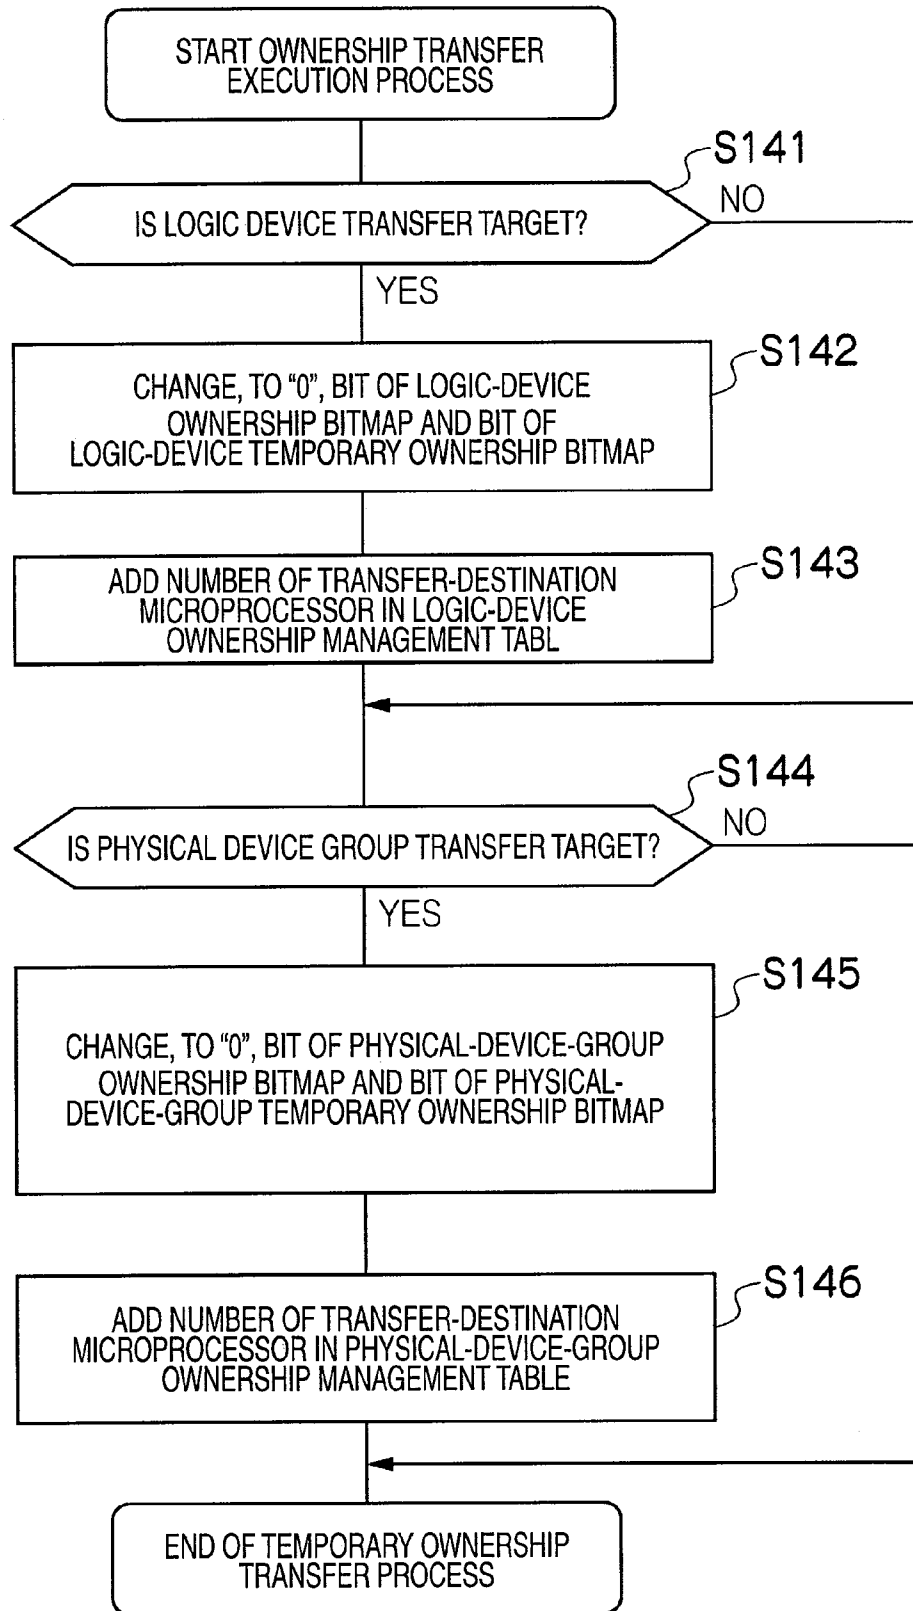 START OWNERSHIP TRANSFER
EXECUTION PROCESS
S141
IS LOGIC DEVICE TRANSFER TARGET?
NO
YES
S142
CHANGE, TO “0”, BIT OF LOGIC-DEVICE
OWNERSHIP BITMAP AND BIT OF
LOGIC-DEVICE TEMPORARY OWNERSHIP BITMAP
S143
ADD NUMBER OF TRANSFER-DESTINATION
MICROPROCESSOR IN LOGIC-DEVICE
OWNERSHIP MANAGEMENT TABL
S144
IS PHYSICAL DEVICE GROUP TRANSFER TARGET?
NO
YES
S145
CHANGE, TO “0”, BIT OF PHYSICAL-DEVICE-GROUP
OWNERSHIP BITMAP AND BIT OF PHYSICAL-
DEVICE-GROUP TEMPORARY OWNERSHIP BITMAP
S146
ADD NUMBER OF TRANSFER-DESTINATION
MICROPROCESSOR IN PHYSICAL-DEVICE-GROUP
OWNERSHIP MANAGEMENT TABLE
END OF TEMPORARY OWNERSHIP
TRANSFER PROCESS